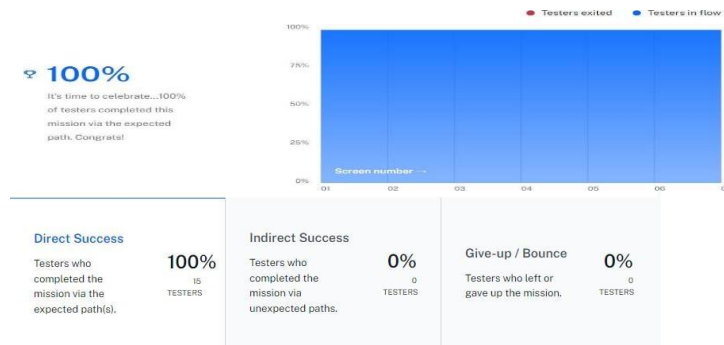 Testers exited
Testers in flow
100%
75%
50%
25%
0%
Screen number →
01
02
03
04
05
06
100%
It's time to celebrate...100%
of testers completed this
mission via the expected
path. Congrats!
Direct Success
Testers who
completed the
mission via the
expected path(s).
100%
15
TESTERS
Indirect Success
Testers who
completed the
mission via
unexpected paths.
0%
0
TESTERS
Give-up / Bounce
Testers who left or
gave up the mission.
0%
0
TESTERS